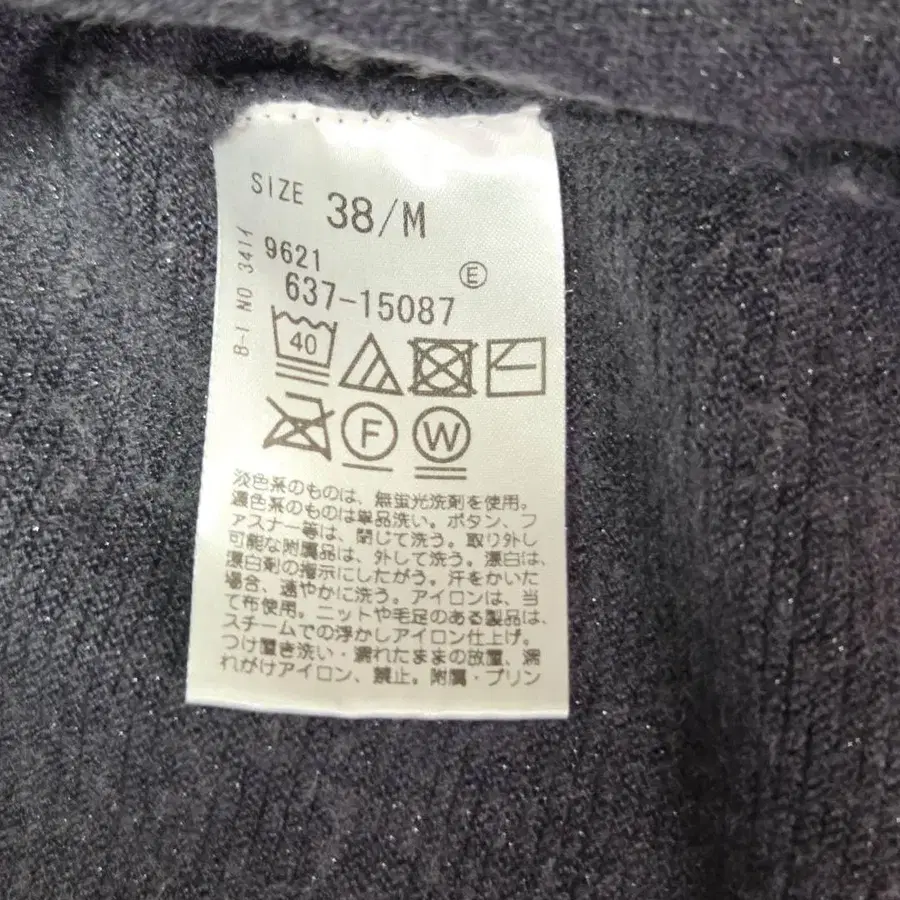 SIZE 38/M
9621
637-15087
E
B-I NO 341イ
40
F W
淡色系のものは、無蛍光洗剤を使用。
濃色系のものは単品洗い。ボタン、フ
ァスナー等は、閉じて洗う。取り外し
可能な附属品は、外して洗う。漂白は、
漂白剤の指示にしたがう。汗をかいた
場合、速やかに洗う。アイロンは、当
て布使用。ニットや毛足のある製品は、
スチームでの浮かしアイロン仕上げ。
つけ置き洗い・濡れたままの放置、濡
れがけアイロン、禁止。附属・プリン